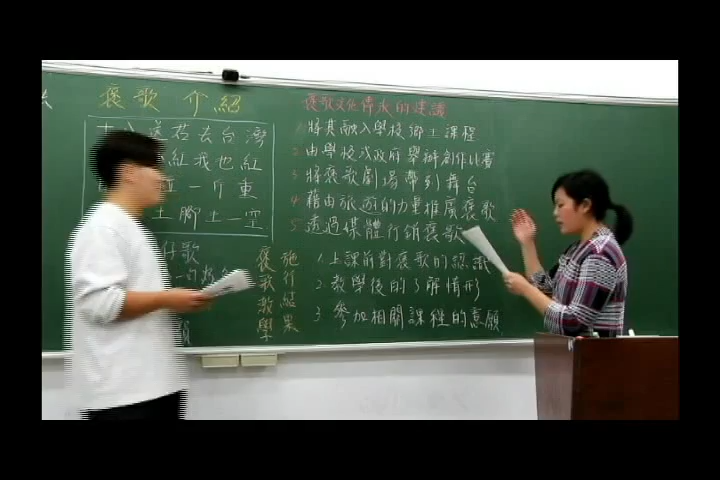 褒歌 介紹
送君去台灣
紅我也紅
一斤重
土腳土一空
仔歌
褒歌文化傳承的建議
1 將其融入學校鄉土課程
2 由學校或政府舉辦創作比賽
3 將褒歌劇場帶到舞台
4 藉由旅遊的力量推廣褒歌
5 透過媒體行銷褒歌
褒歌教學
施行結果
1. 上課前對褒歌的認識
2. 教學後的了解情形
3. 參加相關課程的意願